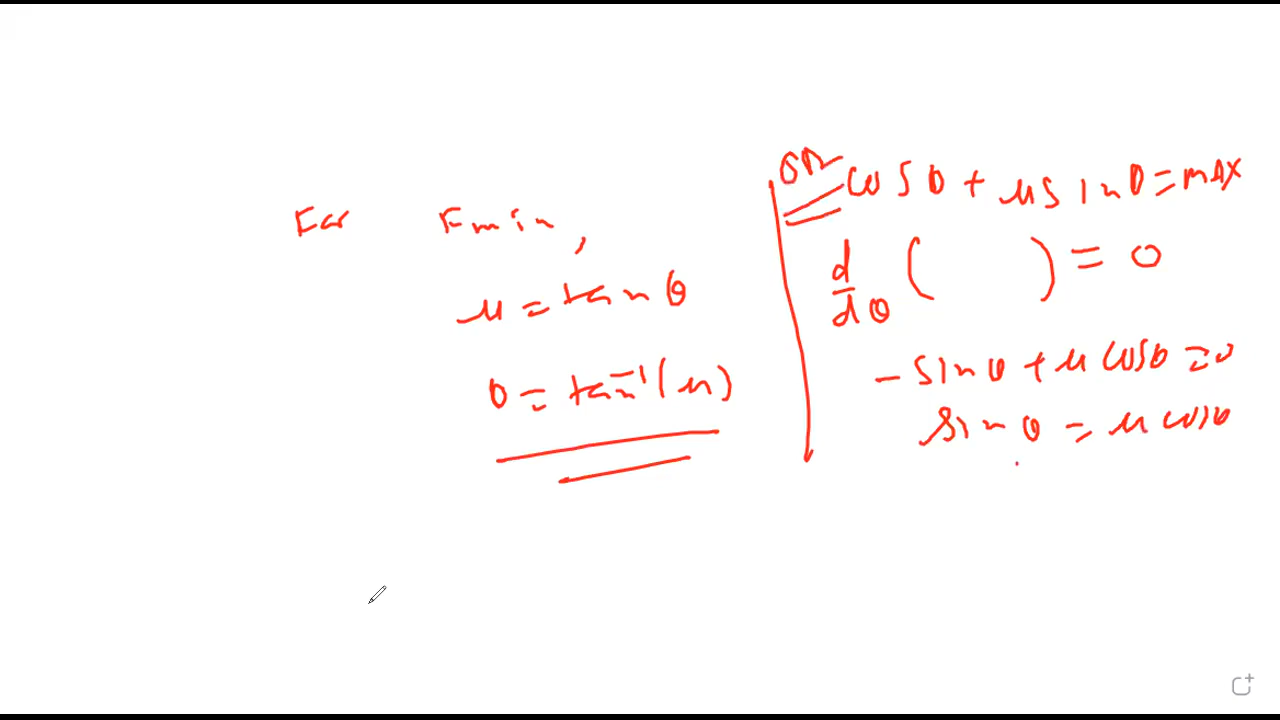 For Fmin,
μ = tan θ
θ = tan⁻¹(μ)
OR cos θ + μ sin θ = max
d/dθ ( ) = 0
- sin θ + μ cos θ = 0
sin θ = μ cos θ